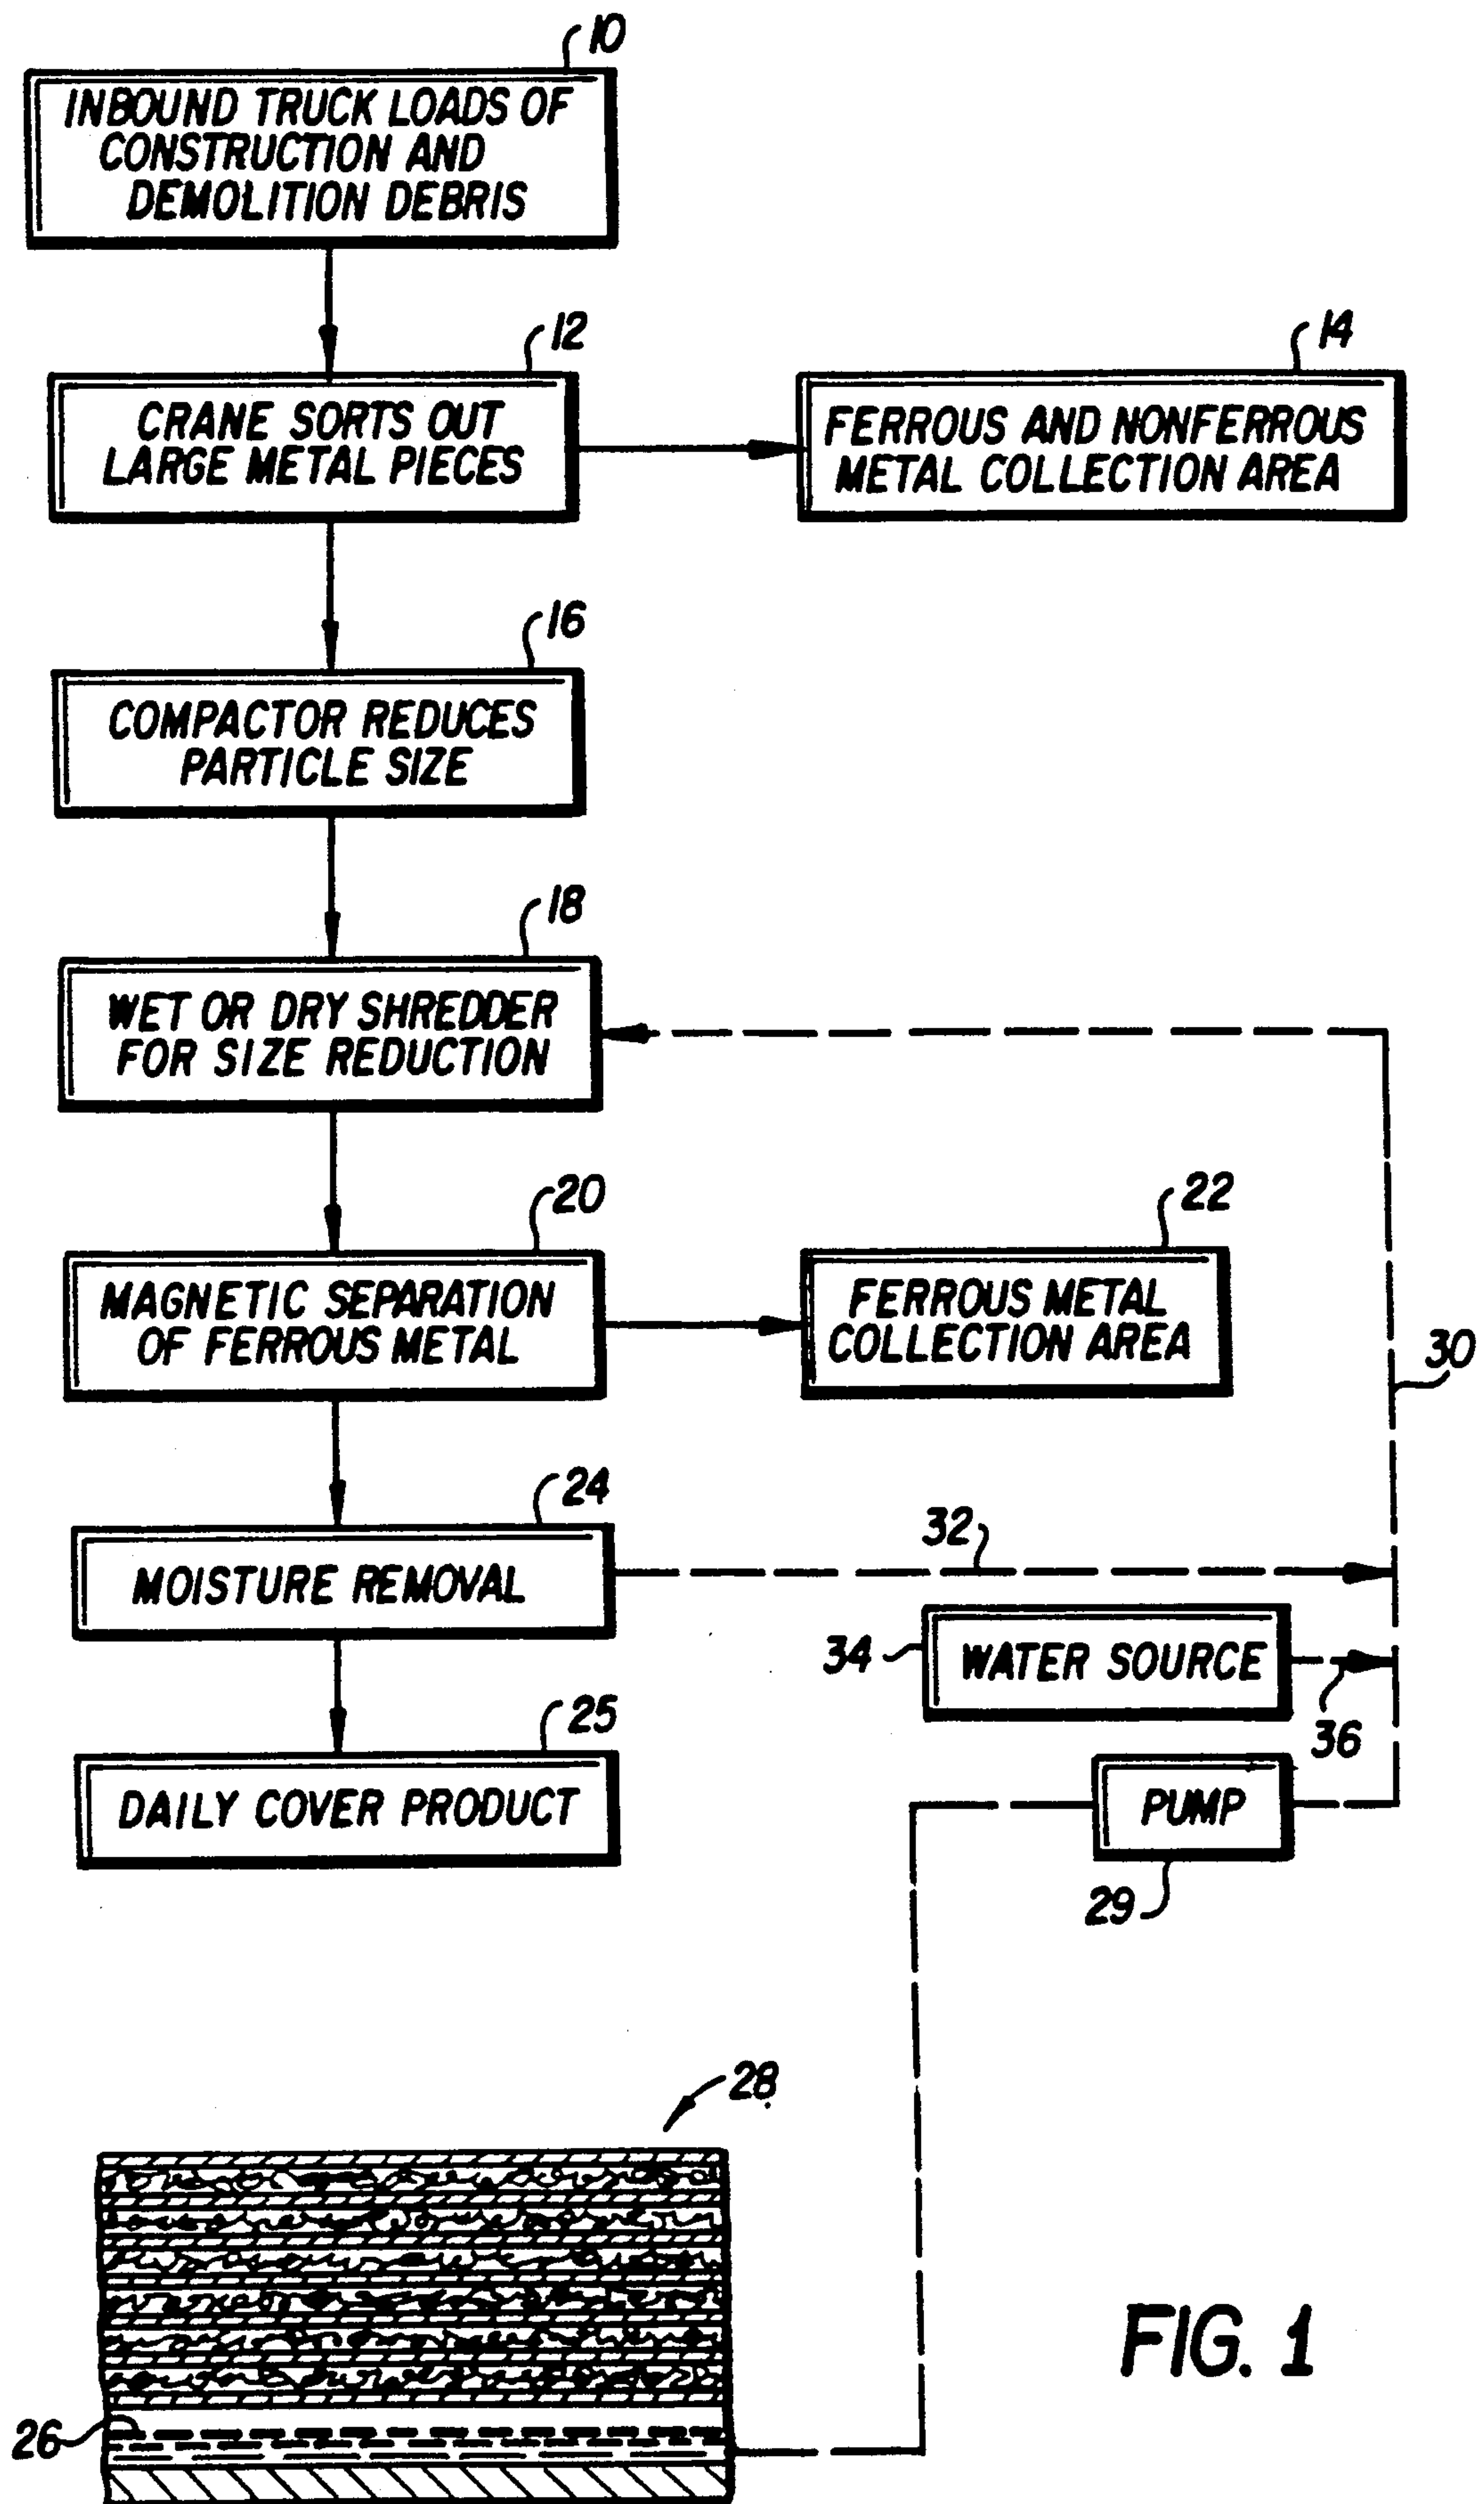 10
INBOUND TRUCK LOADS OF
CONSTRUCTION AND
DEMOLITION DEBRIS
12
CRANE SORTS OUT
LARGE METAL PIECES
14
FERROUS AND NONFERROUS
METAL COLLECTION AREA
16
COMPACTOR REDUCES
PARTICLE SIZE
18
WET OR DRY SHREDDER
FOR SIZE REDUCTION
20
MAGNETIC SEPARATION
OF FERROUS METAL
22
FERROUS METAL
COLLECTION AREA
30
24
MOISTURE REMOVAL
32
34
WATER SOURCE
36
25
DAILY COVER PRODUCT
PUMP
29
28
26
FIG. 1